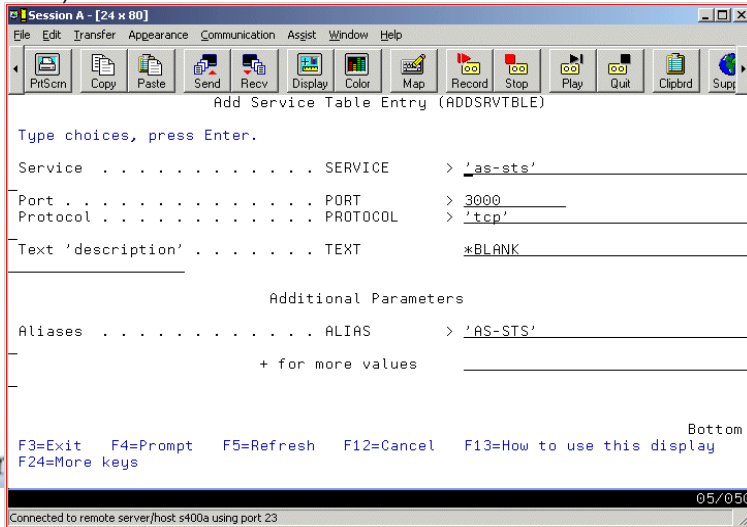 Session A - [24 x 80]
File Edit Transfer Appearance Communication Assist Window Help
PrtScrn Copy Paste Send Recv Display Color Map Record Stop Play Quit Clipbrd Supp
Add Service Table Entry (ADDSRVTBLE)
Type choices, press Enter.
Service . . . . . . . . . . . . SERVICE > 'as-sts'
Port . . . . . . . . . . . . . . PORT > 3000
Protocol . . . . . . . . . . . . PROTOCOL > 'tcp'
Text 'description' . . . . . . . TEXT *BLANK
Additional Parameters
Aliases . . . . . . . . . . . . ALIAS > 'AS-STS'
+ for more values
Bottom
F3=Exit F4=Prompt F5=Refresh F12=Cancel F13=How to use this display
F24=More keys
05/050
Connected to remote server/host s400a using port 23